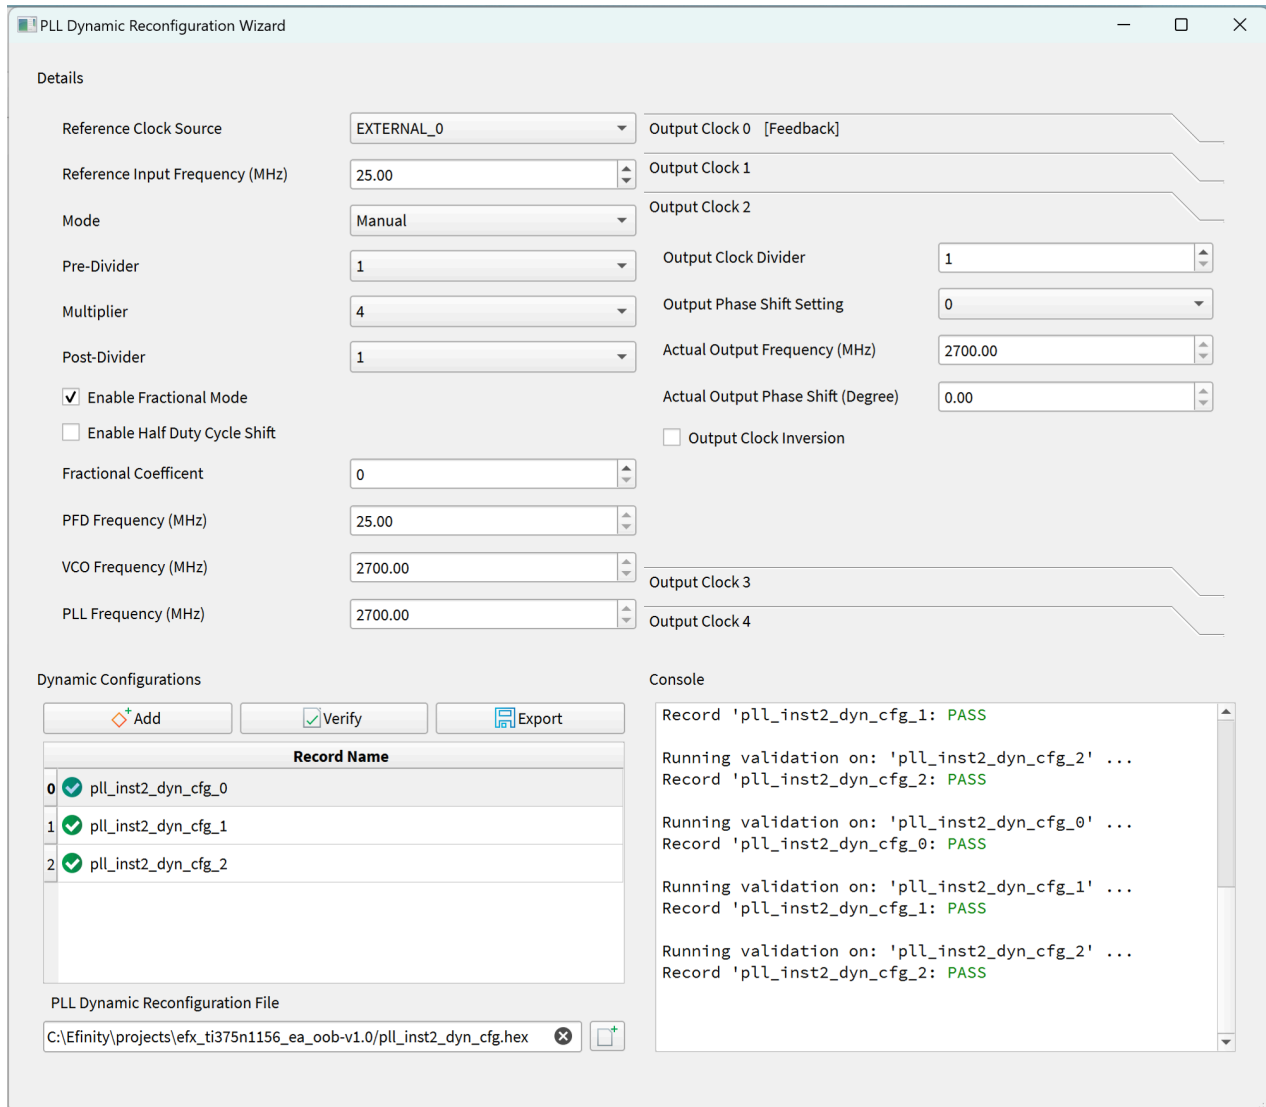 PLL Dynamic Reconfiguration Wizard
Details
Reference Clock Source
EXTERNAL_0
Reference Input Frequency (MHz)
25.00
Mode
Manual
Pre-Divider
1
Multiplier
4
Post-Divider
1
Enable Fractional Mode
Enable Half Duty Cycle Shift
Fractional Coefficent
0
PFD Frequency (MHz)
25.00
VCO Frequency (MHz)
2700.00
PLL Frequency (MHz)
2700.00
Output Clock 0 [Feedback]
Output Clock 1
Output Clock 2
Output Clock Divider
1
Output Phase Shift Setting
0
Actual Output Frequency (MHz)
2700.00
Actual Output Phase Shift (Degree)
0.00
Output Clock Inversion
Output Clock 3
Output Clock 4
Dynamic Configurations
Add
Verify
Export
Record Name
0 pll_inst2_dyn_cfg_0
1 pll_inst2_dyn_cfg_1
2 pll_inst2_dyn_cfg_2
PLL Dynamic Reconfiguration File
C:\Efinity\projects\efx_ti375n1156_ea_oob-v1.0/pll_inst2_dyn_cfg.hex
Console
Record 'pll_inst2_dyn_cfg_1: PASS
Running validation on: 'pll_inst2_dyn_cfg_2' ...
Record 'pll_inst2_dyn_cfg_2: PASS
Running validation on: 'pll_inst2_dyn_cfg_0' ...
Record 'pll_inst2_dyn_cfg_0: PASS
Running validation on: 'pll_inst2_dyn_cfg_1' ...
Record 'pll_inst2_dyn_cfg_1: PASS
Running validation on: 'pll_inst2_dyn_cfg_2' ...
Record 'pll_inst2_dyn_cfg_2: PASS